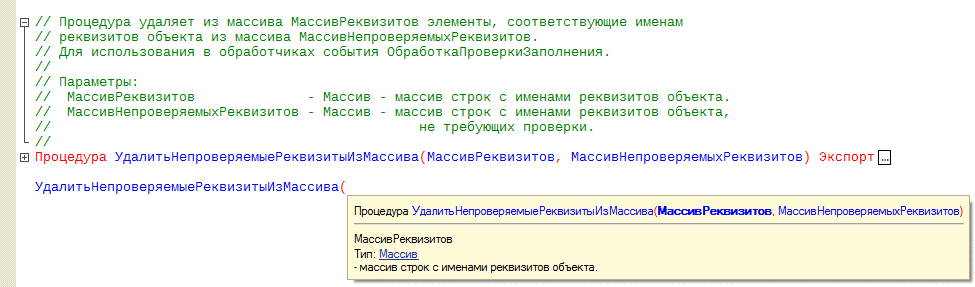 // Процедура удаляет из массива МассивРеквизитов элементы, соответствующие именам
// реквизитов объекта из массива МассивНепроверяемыхРеквизитов.
// Для использования в обработчиках события ОбработкаПроверкиЗаполнения.
//
// Параметры:
//  МассивРеквизитов              - Массив - массив строк с именами реквизитов объекта.
//  МассивНепроверяемыхРеквизитов - Массив - массив строк с именами реквизитов объекта,
//                                           не требующих проверки.
//
Процедура УдалитьНепроверяемыеРеквизитыИзМассива(МассивРеквизитов, МассивНепроверяемыхРеквизитов) Экспорт...
УдалитьНепроверяемыеРеквизитыИзМассива(
Процедура УдалитьНепроверяемыеРеквизитыИзМассива(МассивРеквизитов, МассивНепроверяемыхРеквизитов)
МассивРеквизитов
Тип: Массив
- массив строк с именами реквизитов объекта.